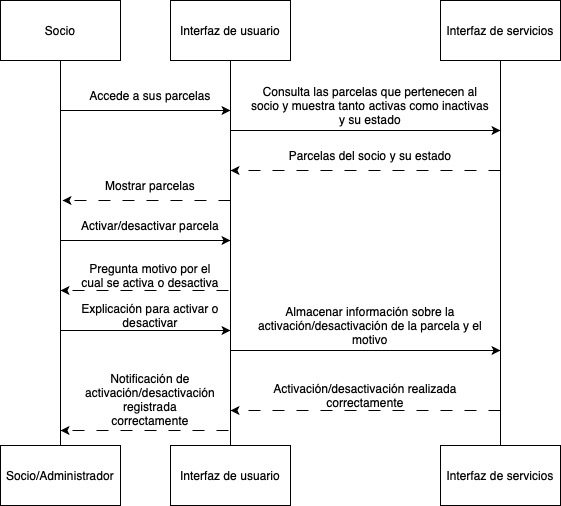 Socio
Interfaz de usuario
Interfaz de servicios
Accede a sus parcelas
Consulta las parcelas que pertenecen al
socio y muestra tanto activas como inactivas
y su estado
Parcelas del socio y su estado
Mostrar parcelas
Activar/desactivar parcela
Pregunta motivo por el
cual se activa o desactiva
Explicación para activar o
desactivar
Almacenar información sobre la
activación/desactivación de la parcela y el
motivo
Activación/desactivación realizada
correctamente
Notificación de
activación/desactivación
registrada
correctamente
Socio/Administrador
Interfaz de usuario
Interfaz de servicios